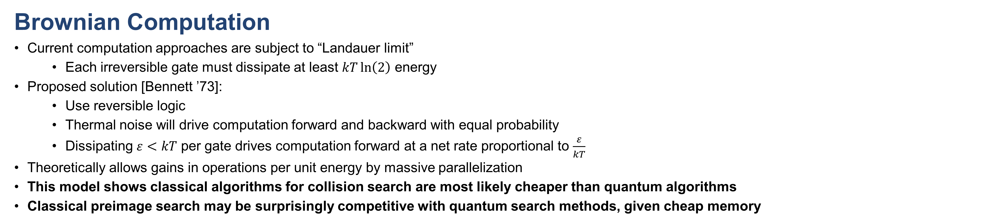 Brownian Computation
• Current computation approaches are subject to “Landauer limit”
• Each irreversible gate must dissipate at least 𝑘𝑇 ln(2) energy
• Proposed solution [Bennett ’73]:
• Use reversible logic
• Thermal noise will drive computation forward and backward with equal probability
• Dissipating 𝜀 < 𝑘𝑇 per gate drives computation forward at a net rate proportional to 𝜀/𝑘𝑇
• Theoretically allows gains in operations per unit energy by massive parallelization
• This model shows classical algorithms for collision search are most likely cheaper than quantum algorithms
• Classical preimage search may be surprisingly competitive with quantum search methods, given cheap memory